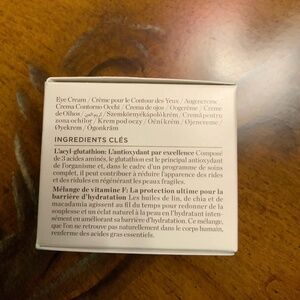 Eye Cream / Crème pour le Contour des Yeux / Augencreme
Crema Contorno Occhi / Crema de ojos / Oogcrème / Creme
de Olhos / كريم العين / Szemkörnyékápoló krém / Cremă pentru
zona ochilor / Krem pod oczy / Oční krém / Øjencreme /
Øyekrem / Ögonkräm
INGREDIENTS CLÉS
L'acyl-glutathion: L'antioxydant par excellence Composé
de 3 acides aminés, le glutathion est le principal antioxydant
de l'organisme et, dans le cadre d'un programme de soins
complet, il peut contribuer à réduire l'apparence des rides
et des ridules en régénérant les peaux fragiles.
Mélange de vitamine F: La protection ultime pour la
barrière d'hydratation Les huiles de lin, de chia et de
macadamia agissent au fil du temps pour redonner de la
souplesse et un éclat naturel à la peau en l'hydratant inten-
sément en améliorant sa barrière d'hydratation. Ce mélange,
que l'on ne retrouve pas naturellement dans le corps humain,
renferme des acides gras essentiels.